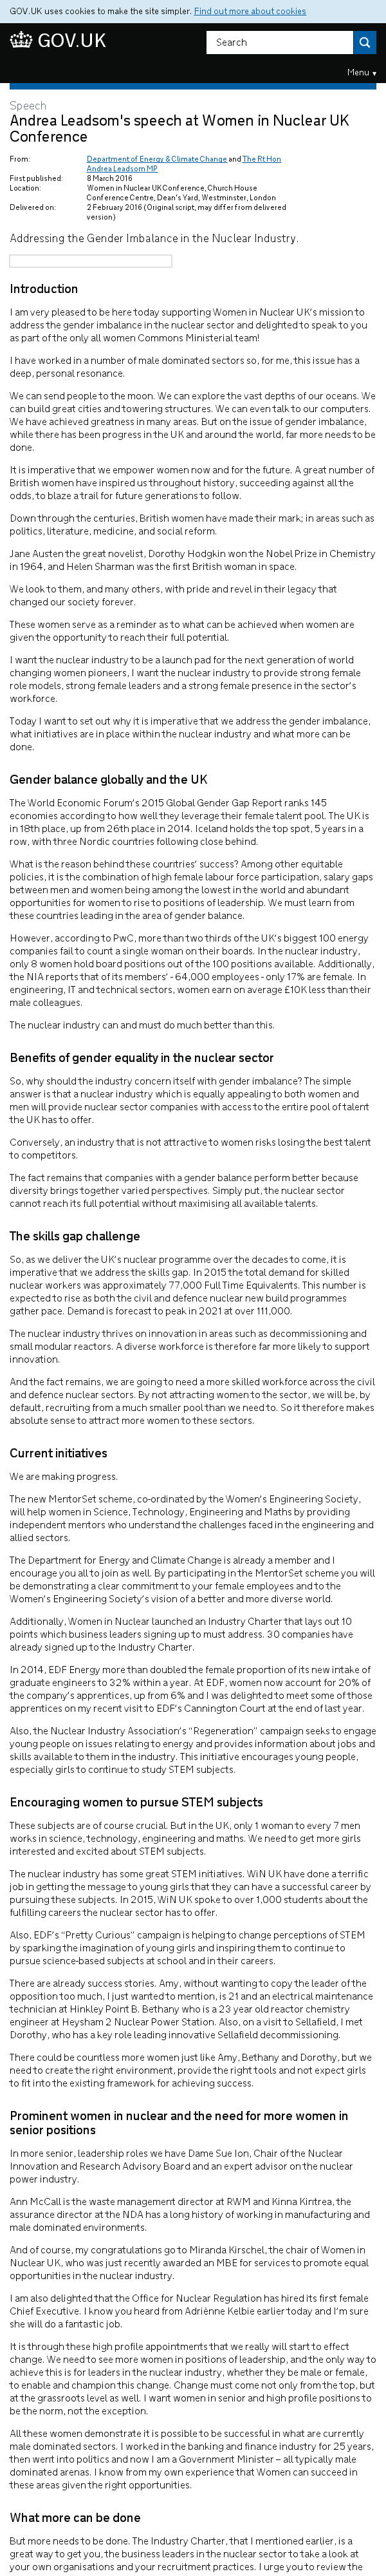 GOV.UK uses cookies to make the site simpler. Find out more about cookies
GOV.UK
Search
Menu ▾
Speech
Andrea Leadsom's speech at Women in Nuclear UK
Conference
From: Department of Energy & Climate Change and The Rt Hon
Andrea Leadsom MP
First published: 8 March 2016
Location: Women in Nuclear UK Conference, Church House
Conference Centre, Dean's Yard, Westminster, London
Delivered on: 2 February 2016 (Original script, may differ from delivered
version)
Addressing the Gender Imbalance in the Nuclear Industry.
Introduction
I am very pleased to be here today supporting Women in Nuclear UK's mission to
address the gender imbalance in the nuclear sector and delighted to speak to you
as part of the only all women Commons Ministerial team!
I have worked in a number of male dominated sectors so, for me, this issue has a
deep, personal resonance.
We can send people to the moon. We can explore the vast depths of our oceans. We
can build great cities and towering structures. We can even talk to our computers.
We have achieved greatness in many areas. But on the issue of gender imbalance,
while there has been progress in the UK and around the world, far more needs to be
done.
It is imperative that we empower women now and for the future. A great number of
British women have inspired us throughout history, succeeding against all the
odds, to blaze a trail for future generations to follow.
Down through the centuries, British women have made their mark; in areas such as
politics, literature, medicine, and social reform.
Jane Austen the great novelist, Dorothy Hodgkin won the Nobel Prize in Chemistry
in 1964, and Helen Sharman was the first British woman in space.
We look to them, and many others, with pride and revel in their legacy that
changed our society forever.
These women serve as a reminder as to what can be achieved when women are
given the opportunity to reach their full potential.
I want the nuclear industry to be a launch pad for the next generation of world
changing women pioneers, I want the nuclear industry to provide strong female
role models, strong female leaders and a strong female presence in the sector's
workforce.
Today I want to set out why it is imperative that we address the gender imbalance,
what initiatives are in place within the nuclear industry and what more can be
done.
Gender balance globally and the UK
The World Economic Forum's 2015 Global Gender Gap Report ranks 145
economies according to how well they leverage their female talent pool. The UK is
in 18th place, up from 26th place in 2014. Iceland holds the top spot, 5 years in a
row, with three Nordic countries following close behind.
What is the reason behind these countries' success? Among other equitable
policies, it is the combination of high female labour force participation, salary gaps
between men and women being among the lowest in the world and abundant
opportunities for women to rise to positions of leadership. We must learn from
these countries leading in the area of gender balance.
However, according to PwC, more than two thirds of the UK's biggest 100 energy
companies fail to count a single woman on their boards. In the nuclear industry,
only 8 women hold board positions out of the 100 positions available. Additionally,
the NIA reports that of its members' - 64,000 employees - only 17% are female. In
engineering, IT and technical sectors, women earn on average £10K less than their
male colleagues.
The nuclear industry can and must do much better than this.
Benefits of gender equality in the nuclear sector
So, why should the industry concern itself with gender imbalance? The simple
answer is that a nuclear industry which is equally appealing to both women and
men will provide nuclear sector companies with access to the entire pool of talent
the UK has to offer.
Conversely, an industry that is not attractive to women risks losing the best talent
to competitors.
The fact remains that companies with a gender balance perform better because
diversity brings together varied perspectives. Simply put, the nuclear sector
cannot reach its full potential without maximising all available talents.
The skills gap challenge
So, as we deliver the UK's nuclear programme over the decades to come, it is
imperative that we address the skills gap. In 2015 the total demand for skilled
nuclear workers was approximately 77,000 Full Time Equivalents. This number is
expected to rise as both the civil and defence nuclear new build programmes
gather pace. Demand is forecast to peak in 2021 at over 111,000.
The nuclear industry thrives on innovation in areas such as decommissioning and
small modular reactors. A diverse workforce is therefore far more likely to support
innovation.
And the fact remains, we are going to need a more skilled workforce across the civil
and defence nuclear sectors. By not attracting women to the sector, we will be, by
default, recruiting from a much smaller pool than we need to. So it therefore makes
absolute sense to attract more women to these sectors.
Current initiatives
We are making progress.
The new MentorSet scheme, co-ordinated by the Women's Engineering Society,
will help women in Science, Technology, Engineering and Maths by providing
independent mentors who understand the challenges faced in the engineering and
allied sectors.
The Department for Energy and Climate Change is already a member and I
encourage you all to join as well. By participating in the MentorSet scheme you will
be demonstrating a clear commitment to your female employees and to the
Women's Engineering Society's vision of a better and more diverse world.
Additionally, Women in Nuclear launched an Industry Charter that lays out 10
points which business leaders signing up to must address. 30 companies have
already signed up to the Industry Charter.
In 2014, EDF Energy more than doubled the female proportion of its new intake of
graduate engineers to 32% within a year. At EDF, women now account for 20% of
the company's apprentices, up from 6% and I was delighted to meet some of those
apprentices on my recent visit to EDF's Cannington Court at the end of last year.
Also, the Nuclear Industry Association's “Regeneration” campaign seeks to engage
young people on issues relating to energy and provides information about jobs and
skills available to them in the industry. This initiative encourages young people,
especially girls to continue to study STEM subjects.
Encouraging women to pursue STEM subjects
These subjects are of course crucial. But in the UK, only 1 woman to every 7 men
works in science, technology, engineering and maths. We need to get more girls
interested and excited about STEM subjects.
The nuclear industry has some great STEM initiatives. WiN UK have done a terrific
job in getting the message to young girls that they can have a successful career by
pursuing these subjects. In 2015, WiN UK spoke to over 1,000 students about the
fulfilling careers the nuclear sector has to offer.
Also, EDF's “Pretty Curious” campaign is helping to change perceptions of STEM
by sparking the imagination of young girls and inspiring them to continue to
pursue science-based subjects at school and in their careers.
There are already success stories. Amy, without wanting to copy the leader of the
opposition too much, I just wanted to mention, is 21 and an electrical maintenance
technician at Hinkley Point B. Bethany who is a 23 year old reactor chemistry
engineer at Heysham 2 Nuclear Power Station. Also, on a visit to Sellafield, I met
Dorothy, who has a key role leading innovative Sellafield decommissioning.
There could be countless more women just like Amy, Bethany and Dorothy, but we
need to create the right environment, provide the right tools and not expect girls
to fit into the existing framework for achieving success.
Prominent women in nuclear and the need for more women in
senior positions
In more senior, leadership roles we have Dame Sue Ion, Chair of the Nuclear
Innovation and Research Advisory Board and an expert advisor on the nuclear
power industry.
Ann McCall is the waste management director at RWM and Kinna Kintrea, the
assurance director at the NDA has a long history of working in manufacturing and
male dominated environments.
And of course, my congratulations go to Miranda Kirschel, the chair of Women in
Nuclear UK, who was just recently awarded an MBE for services to promote equal
opportunities in the nuclear industry.
I am also delighted that the Office for Nuclear Regulation has hired its first female
Chief Executive. I know you heard from Adriènne Kelbie earlier today and I'm sure
she will do a fantastic job.
It is through these high profile appointments that we really will start to effect
change. We need to see more women in positions of leadership, and the only way to
achieve this is for leaders in the nuclear industry, whether they be male or female,
to enable and champion this change. Change must come not only from the top, but
at the grassroots level as well. I want women in senior and high profile positions to
be the norm, not the exception.
All these women demonstrate it is possible to be successful in what are currently
male dominated sectors. I worked in the banking and finance industry for 25 years,
then went into politics and now I am a Government Minister – all typically male
dominated arenas. I know from my own experience that Women can succeed in
these areas given the right opportunities.
What more can be done
But more needs to be done. The Industry Charter, that I mentioned earlier, is a
great way to get you, the business leaders in the nuclear sector to take a look at
your own organisations and your recruitment practices. I urge you to review the